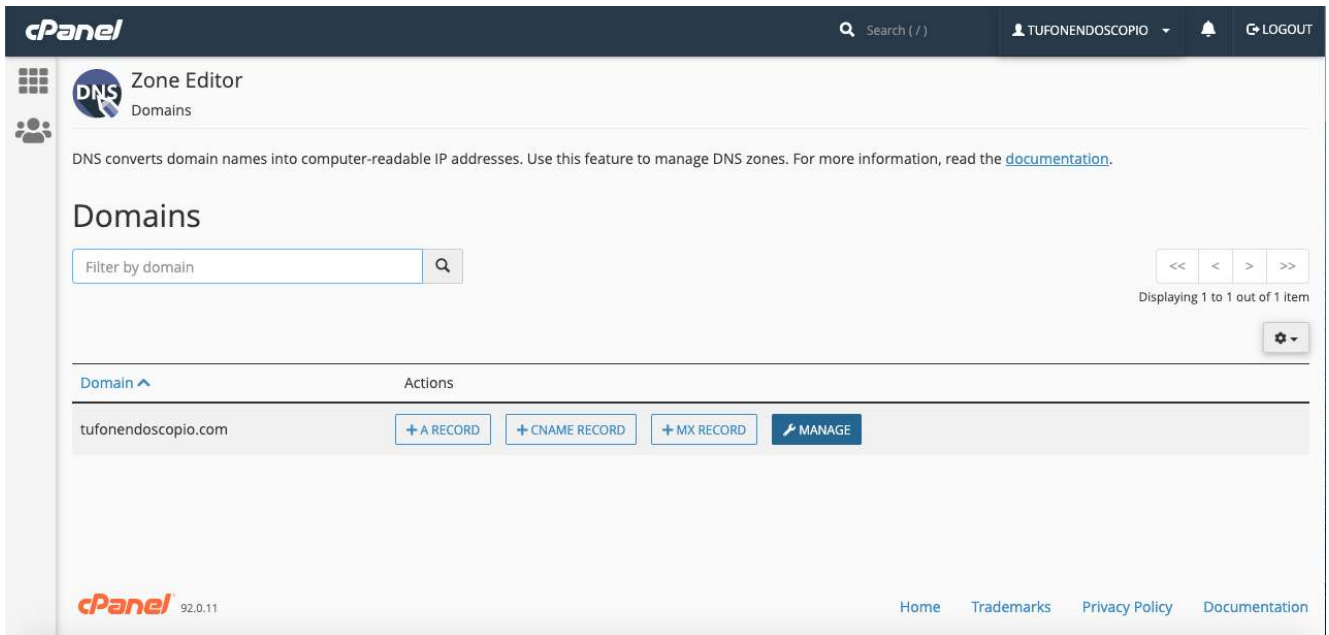 cPanel Search ( / ) TUFONENDOSCOPIO LOGOUT
DNS Zone Editor
Domains
DNS converts domain names into computer-readable IP addresses. Use this feature to manage DNS zones. For more information, read the documentation.
Domains
Filter by domain << < > >>
Displaying 1 to 1 out of 1 item
Domain Actions
tufonendoscopio.com + A RECORD + CNAME RECORD + MX RECORD MANAGE
cPanel 92.0.11 Home Trademarks Privacy Policy Documentation